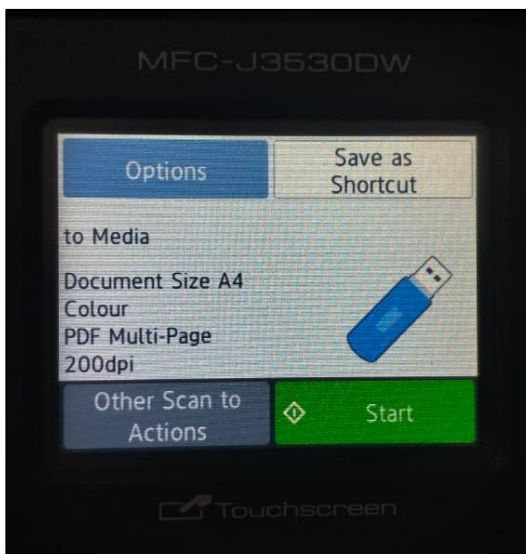 MFC-J3530DW
Options
Save as
Shortcut
to Media
Document Size A4
Colour
PDF Multi-Page
200dpi
Other Scan to
Actions
Start
Touchscreen